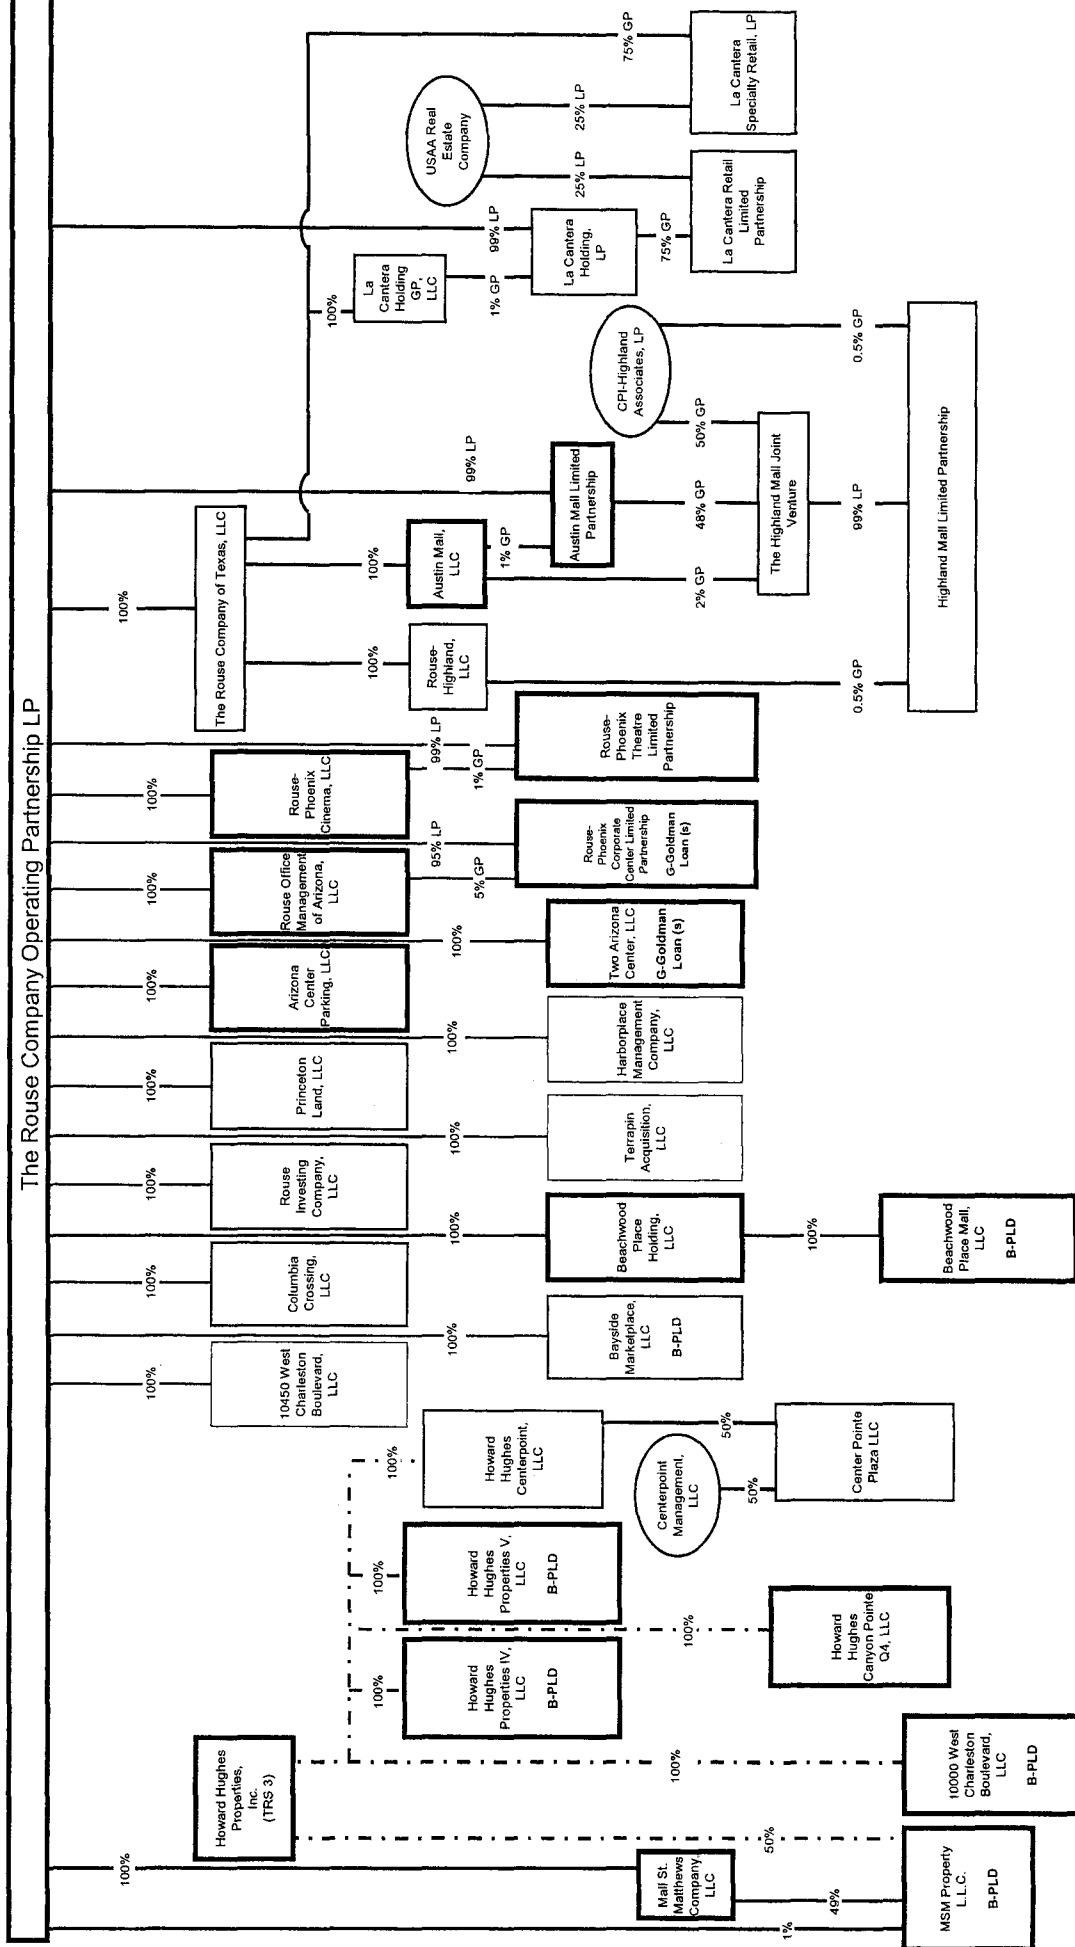 The Rouse Company Operating Partnership LP
100%
Howard Hughes
Properties,
Inc.
(TRS 3)
Mall St.
Matthews
Company,
LLC
1%
49%
50%
MSM Property
L.L.C.
B-PLD
100%
10000 West
Charleston
Boulevard,
LLC
B-PLD
100%
Howard
Hughes
Properties IV,
LLC
B-PLD
100%
Howard
Hughes
Properties V,
LLC
B-PLD
100%
Howard
Hughes
Canyon Pointe
Q4, LLC
100%
Howard
Hughes
Centerpoint,
LLC
Centerpoint
Management,
LLC
50%
50%
Center Pointe
Plaza LLC
100%
10450 West
Charleston
Boulevard,
LLC
100%
Bayside
Marketplace,
LLC
B-PLD
100%
Columbia
Crossing,
LLC
100%
Beachwood
Place
Holding,
LLC
100%
Beachwood
Place Mall,
LLC
B-PLD
100%
Rouse
Investing
Company,
LLC
100%
Terrapin
Acquisition,
LLC
100%
Princeton
Land, LLC
100%
Harborplace
Management
Company,
LLC
100%
Arizona
Center
Parking, LLC
100%
Two Arizona
Center, LLC
G-Goldman
Loan (s)
100%
Rouse Office
Management
of Arizona,
LLC
5% GP
95% LP
Rouse-
Phoenix
Corporate
Center Limited
Partnership
G-Goldman
Loan (s)
100%
Rouse-
Phoenix
Cinema, LLC
1% GP
99% LP
Rouse-
Phoenix
Theatre
Limited
Partnership
100%
The Rouse Company of Texas, LLC
100%
Rouse-
Highland,
LLC
0.5% GP
100%
Austin Mall,
LLC
1% GP
99% LP
Austin Mall Limited
Partnership
2% GP
48% GP
50% GP
CPI-Highland
Associates, LP
The Highland Mall Joint
Venture
99% LP
0.5% GP
Highland Mall Limited Partnership
100%
La
Cantera
Holding
GP,
LLC
1% GP
99% LP
La Cantera
Holding,
LP
75% GP
USAA Real
Estate
Company
25% LP
25% LP
75% GP
La Cantera Retail
Limited
Partnership
La Cantera
Specialty Retail, LP